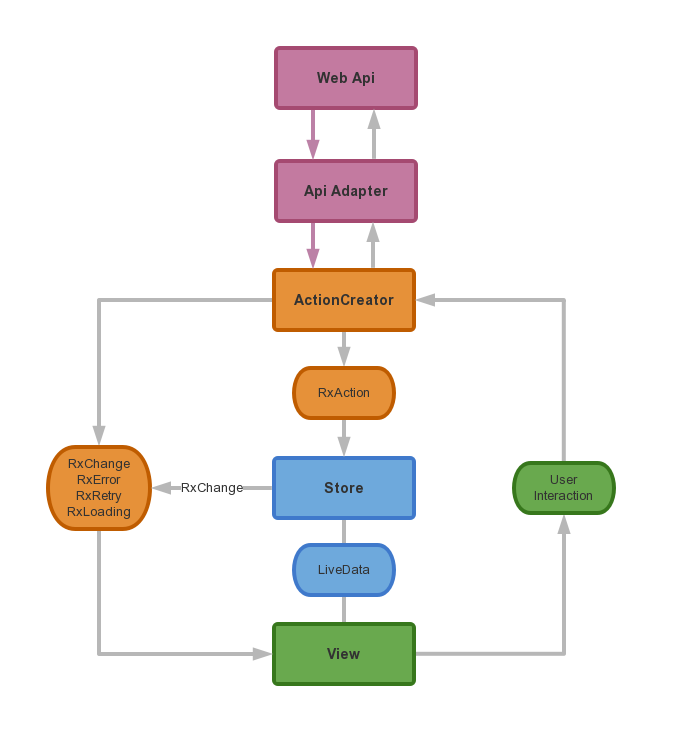 Web Api
Api Adapter
ActionCreator
RxAction
RxChange
RxError
RxRetry
RxLoading
RxChange
Store
User
Interaction
LiveData
View